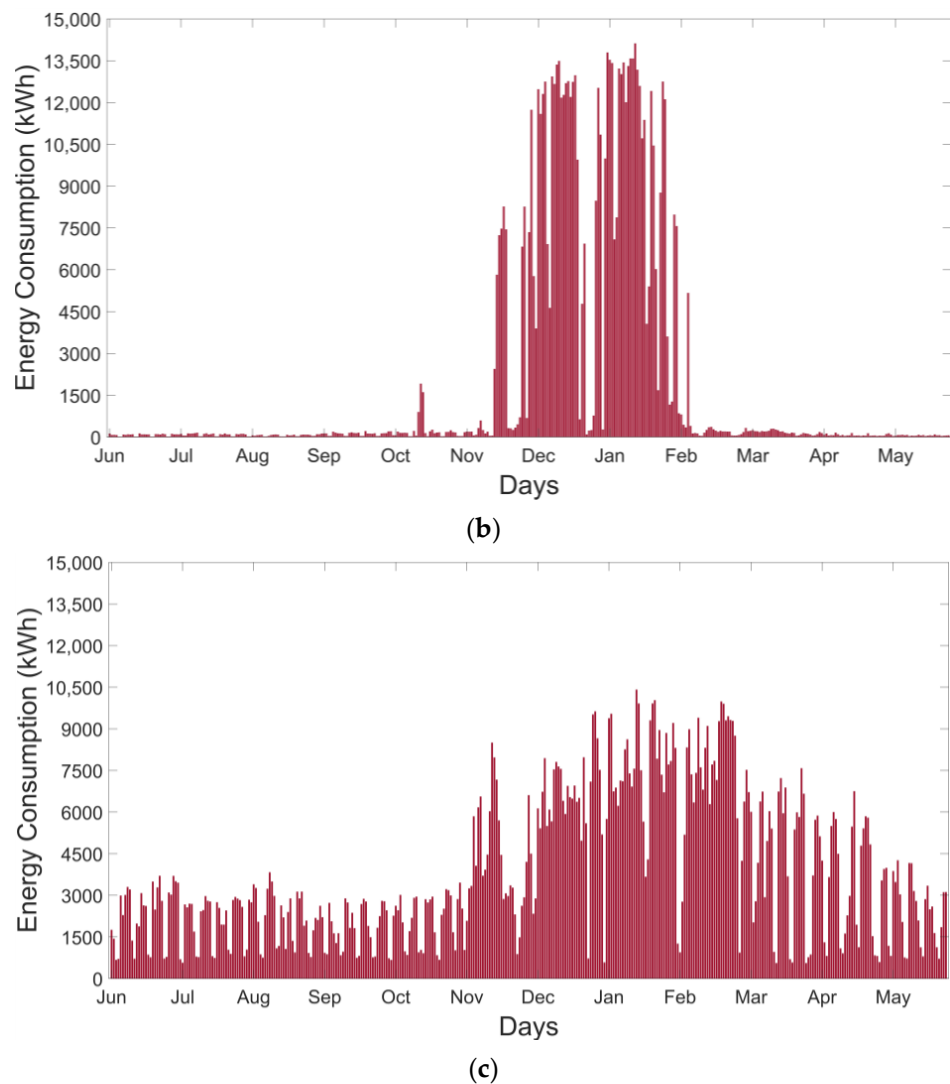 15,000
13,500
12,000
10,500
9000
7500
6000
4500
3000
1500
0
Energy Consumption (kWh)
Jun Jul Aug Sep Oct Nov Dec Jan Feb Mar Apr May
Days
(b)
15,000
13,500
12,000
10,500
9000
7500
6000
4500
3000
1500
0
Energy Consumption (kWh)
Jun Jul Aug Sep Oct Nov Dec Jan Feb Mar Apr May
Days
(c)